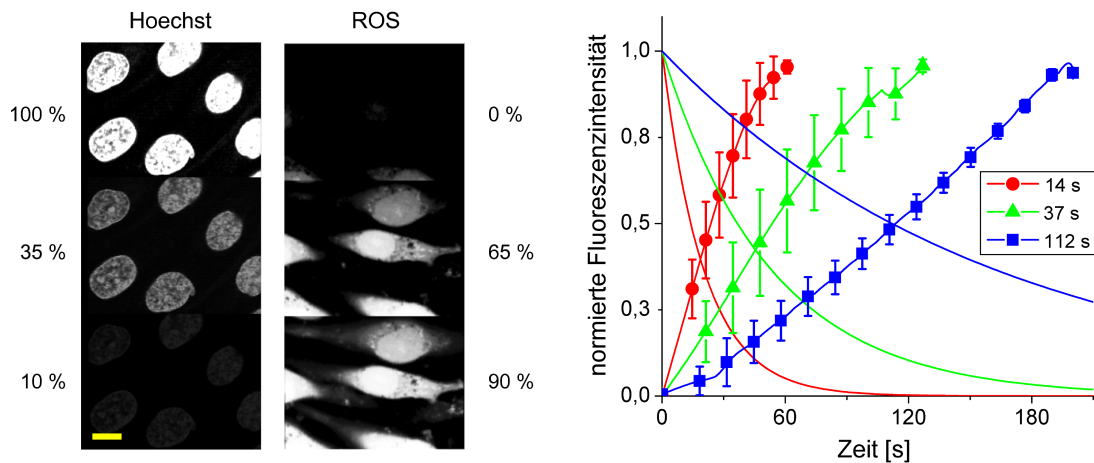 Hoechst ROS
100 % 0 %
35 % 65 %
10 % 90 %
normierte Fluoreszenzintensität
1,0
0,8
0,5
0,3
0,0
0 60 120 180
Zeit [s]
14 s
37 s
112 s